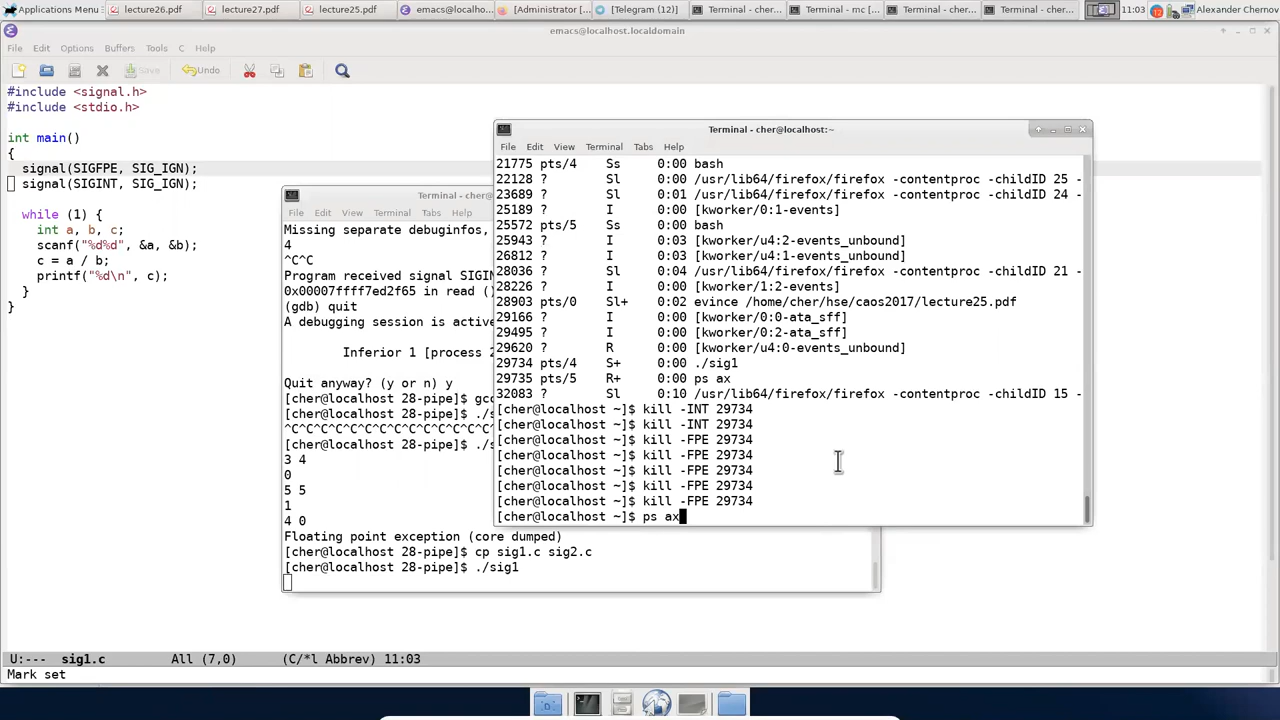 Applications Menu
lecture26.pdf
lecture27.pdf
lecture25.pdf
emacs@localho...
[Administrator [...
[Telegram (12)]
Terminal - cher...
Terminal - mc [...
Terminal - cher...
Terminal - cher...
11:03
12
Alexander Chernov
emacs@localhost.localdomain
File Edit Options Buffers Tools C Help
Save Undo
#include <signal.h>
#include <stdio.h>
int main()
{
signal(SIGFPE, SIG_IGN);
signal(SIGINT, SIG_IGN);
while (1) {
int a, b, c;
scanf("%d%d", &a, &b);
c = a / b;
printf("%d\n", c);
}
}
Terminal - cher@
File Edit View Terminal Tabs Help
Missing separate debuginfos,
4
^C^C
Program received signal SIGIN
0x00007ffff7ed2f65 in read ()
(gdb) quit
A debugging session is active
Inferior 1 [process 2
Quit anyway? (y or n) y
[cher@localhost 28-pipe]$ gcc
[cher@localhost 28-pipe]$ ./s
^C^C^C^C^C^C^C^C^C^C^C^C^C^C
[cher@localhost 28-pipe]$ ./s
3 4
0
5 5
1
4 0
Floating point exception (core dumped)
[cher@localhost 28-pipe]$ cp sig1.c sig2.c
[cher@localhost 28-pipe]$ ./sig1
Terminal - cher@localhost:~
File Edit View Terminal Tabs Help
21775 pts/4 Ss 0:00 bash
22128 ? Sl 0:00 /usr/lib64/firefox/firefox -contentproc -childID 25 -
23689 ? Sl 0:01 /usr/lib64/firefox/firefox -contentproc -childID 24 -
25189 ? I 0:00 [kworker/0:1-events]
25572 pts/5 Ss 0:00 bash
25943 ? I 0:03 [kworker/u4:2-events_unbound]
26812 ? I 0:03 [kworker/u4:1-events_unbound]
28036 ? Sl 0:04 /usr/lib64/firefox/firefox -contentproc -childID 21 -
28226 ? I 0:00 [kworker/1:2-events]
28903 pts/0 Sl+ 0:02 evince /home/cher/hse/caos2017/lecture25.pdf
29166 ? I 0:00 [kworker/0:0-ata_sff]
29495 ? I 0:00 [kworker/0:2-ata_sff]
29620 ? R 0:00 [kworker/u4:0-events_unbound]
29734 pts/4 S+ 0:00 ./sig1
29735 pts/5 R+ 0:00 ps ax
32083 ? Sl 0:10 /usr/lib64/firefox/firefox -contentproc -childID 15 -
[cher@localhost ~]$ kill -INT 29734
[cher@localhost ~]$ kill -INT 29734
[cher@localhost ~]$ kill -FPE 29734
[cher@localhost ~]$ kill -FPE 29734
[cher@localhost ~]$ kill -FPE 29734
[cher@localhost ~]$ kill -FPE 29734
[cher@localhost ~]$ kill -FPE 29734
[cher@localhost ~]$ ps ax
U:--- sig1.c All (7,0) (C/*l Abbrev) 11:03
Mark set